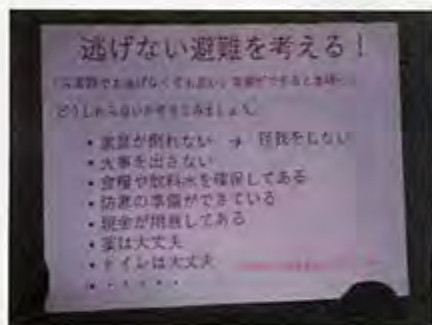 逃げない避難を考える!
どうしたらよいか考えてみましょう。
・家具が倒れない → 怪我をしない
・火事を出さない
・食糧や飲料水を確保してある
・防寒の準備ができている
・現金が用意してある
・薬は大丈夫
・トイレは大丈夫
・・・・・・